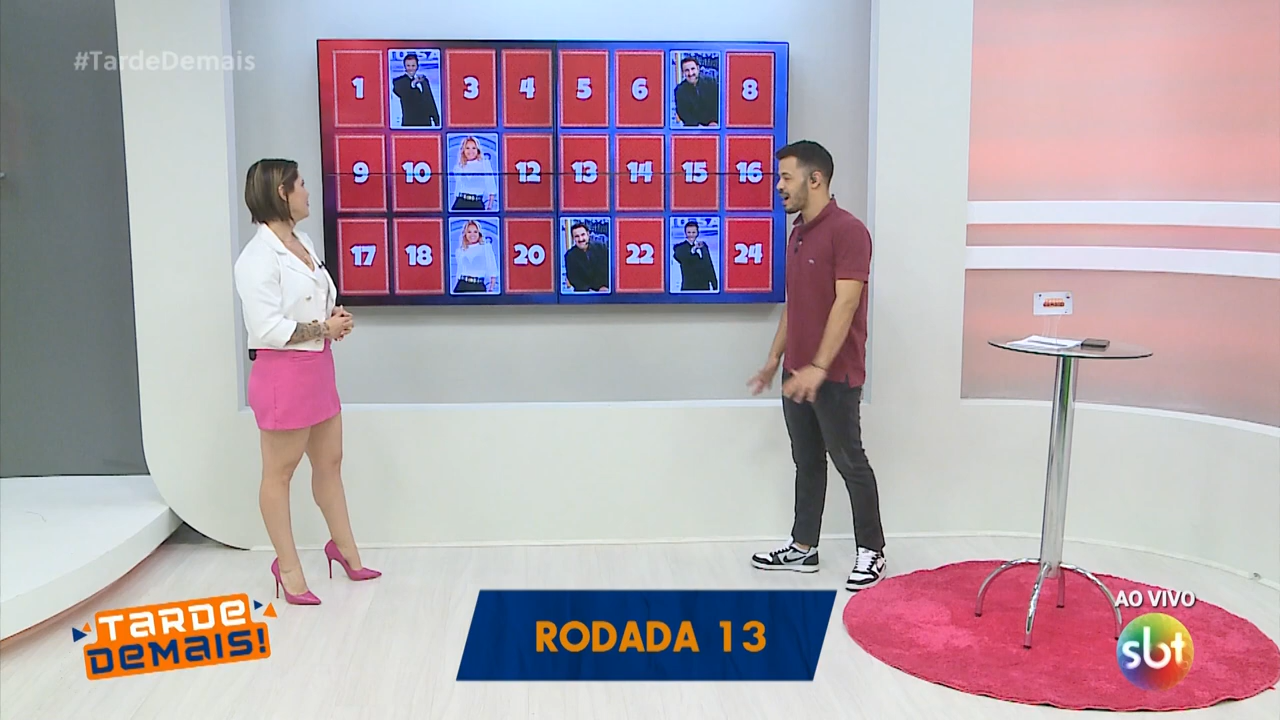 #TardeDemais
1 3 4 5 6 8
9 10 12 13 14 15 16
17 18 20 22 24
TARDE
DEMAIS!
RODADA 13
AO VIVO
sbt